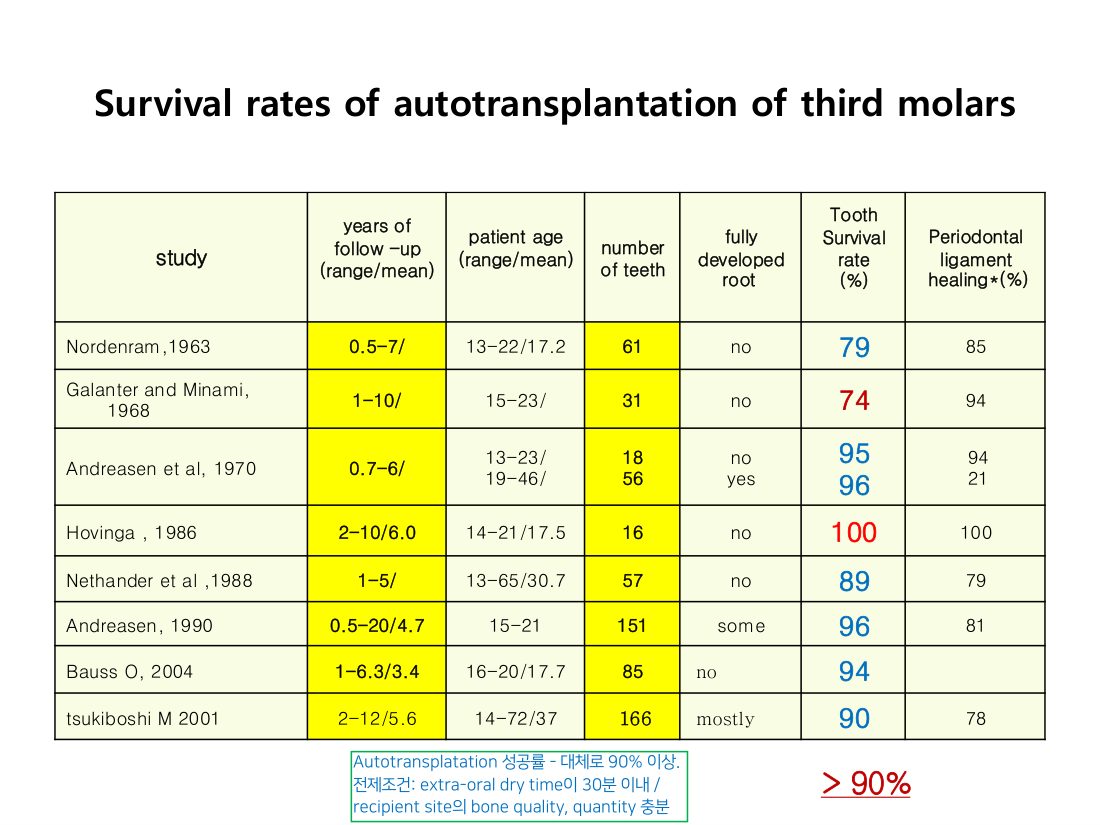 Survival rates of autotransplantation of third molars
study
years of
follow –up
(range/mean)
patient age
(range/mean)
number
of teeth
fully
developed
root
Tooth
Survival
rate
(%)
Periodontal
ligament
healing*(%)
Nordenram,1963 0.5–7/ 13–22/17.2 61 no 79 85
Galanter and Minami,
1968 1–10/ 15–23/ 31 no 74 94
Andreasen et al, 1970 0.7–6/ 13–23/ 18 no 95 94
19–46/ 56 yes 96 21
Hovinga , 1986 2–10/6.0 14–21/17.5 16 no 100 100
Nethander et al ,1988 1–5/ 13–65/30.7 57 no 89 79
Andreasen, 1990 0.5–20/4.7 15–21 151 some 96 81
Bauss O, 2004 1–6.3/3.4 16–20/17.7 85 no 94
tsukiboshi M 2001 2–12/5.6 14–72/37 166 mostly 90 78
Autotransplatation 성공률 - 대체로 90% 이상.
전제조건: extra-oral dry time이 30분 이내 /
recipient site의 bone quality, quantity 충분
> 90%